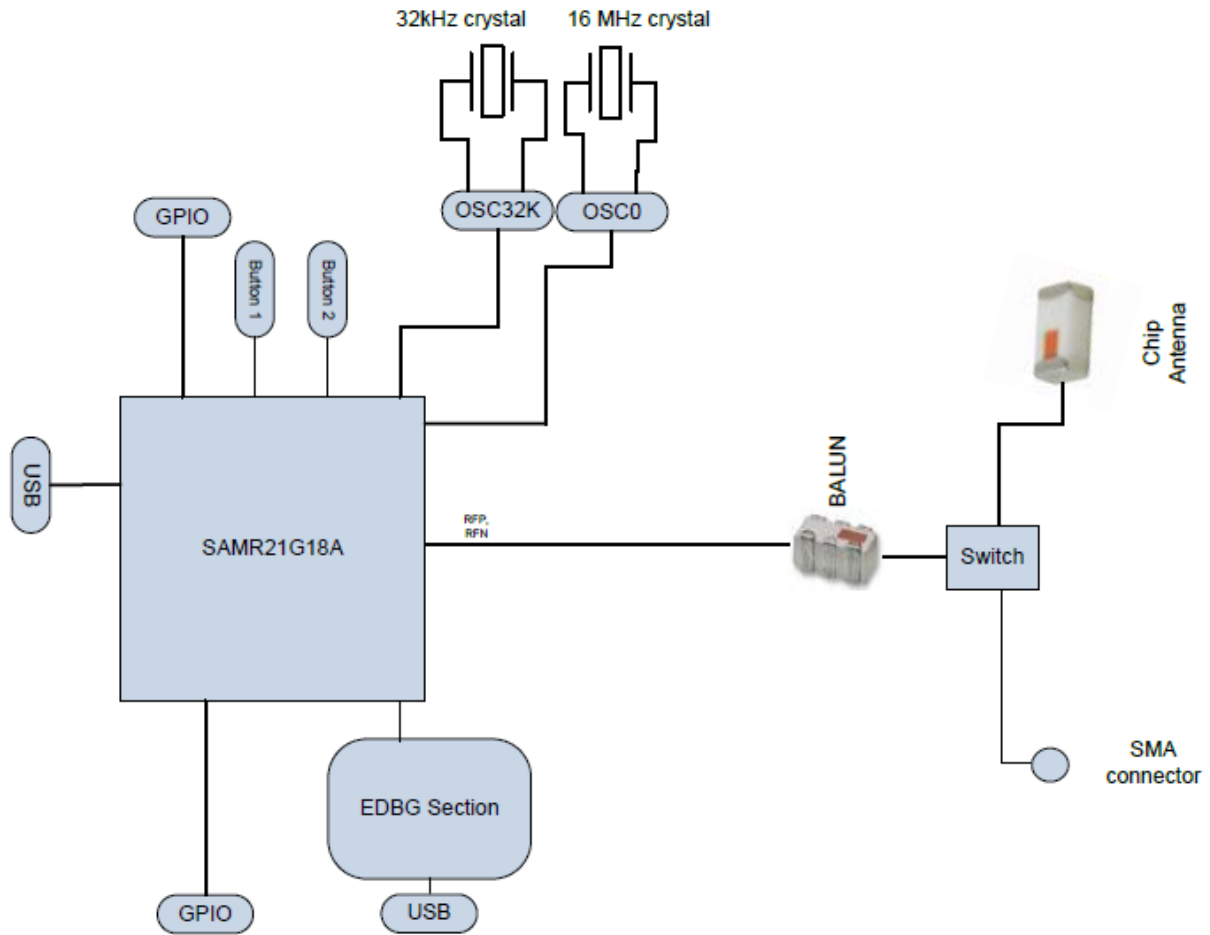 32kHz crystal
16 MHz crystal
OSC32K
OSC0
GPIO
Button 1
Button 2
Chip
Antenna
USB
SAMR21G18A
RFP,
RFN
BALUN
Switch
SMA
connector
EDBG Section
GPIO
USB